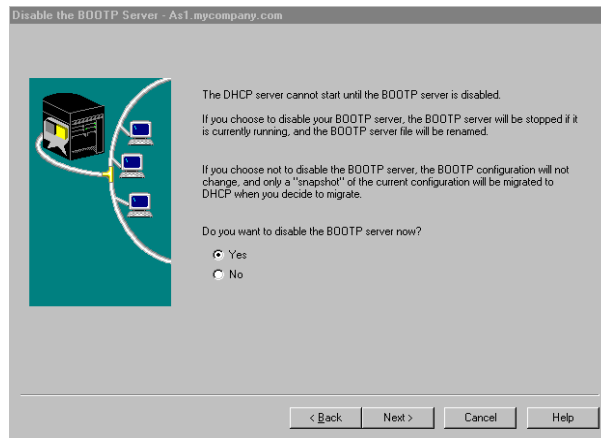 Disable the BOOTP Server - As1.mycompany.com
The DHCP server cannot start until the BOOTP server is disabled.
If you choose to disable your BOOTP server, the BOOTP server will be stopped if it
is currently running, and the BOOTP server file will be renamed.
If you choose not to disable the BOOTP server, the BOOTP configuration will not
change, and only a "snapshot" of the current configuration will be migrated to
DHCP when you decide to migrate.
Do you want to disable the BOOTP server now?
Yes
No
< Back Next > Cancel Help